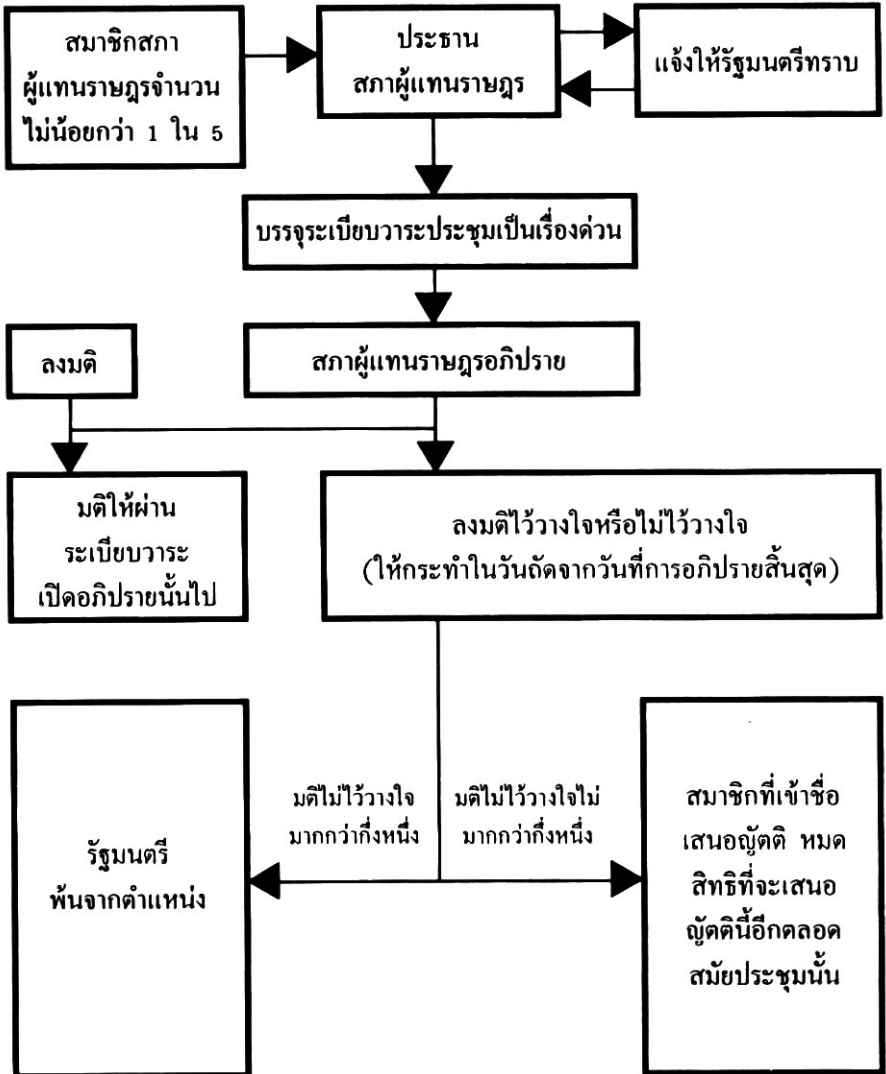 สมาชิกสภา
ผู้แทนราษฎรจำนวน
ไม่น้อยกว่า 1 ใน 5
ประธาน
สภาผู้แทนราษฎร
แจ้งให้รัฐมนตรีทราบ
บรรจุระเบียบวาระประชุมเป็นเรื่องด่วน
สภาผู้แทนราษฎรอภิปราย
ลงมติ
มติให้ผ่าน
ระเบียบวาระ
เปิดอภิปรายนั้นไป
ลงมติไว้วางใจหรือไม่ไว้วางใจ
(ให้กระทำในวันถัดจากวันที่การอภิปรายสิ้นสุด)
มติไม่ไว้วางใจ
มากกว่ากึ่งหนึ่ง
มติไม่ไว้วางใจไม่
มากกว่ากึ่งหนึ่ง
รัฐมนตรี
พ้นจากตำแหน่ง
สมาชิกที่เข้าชื่อ
เสนอญัตติ หมด
สิทธิที่จะเสนอ
ญัตตินี้อีกตลอด
สมัยประชุมนั้น